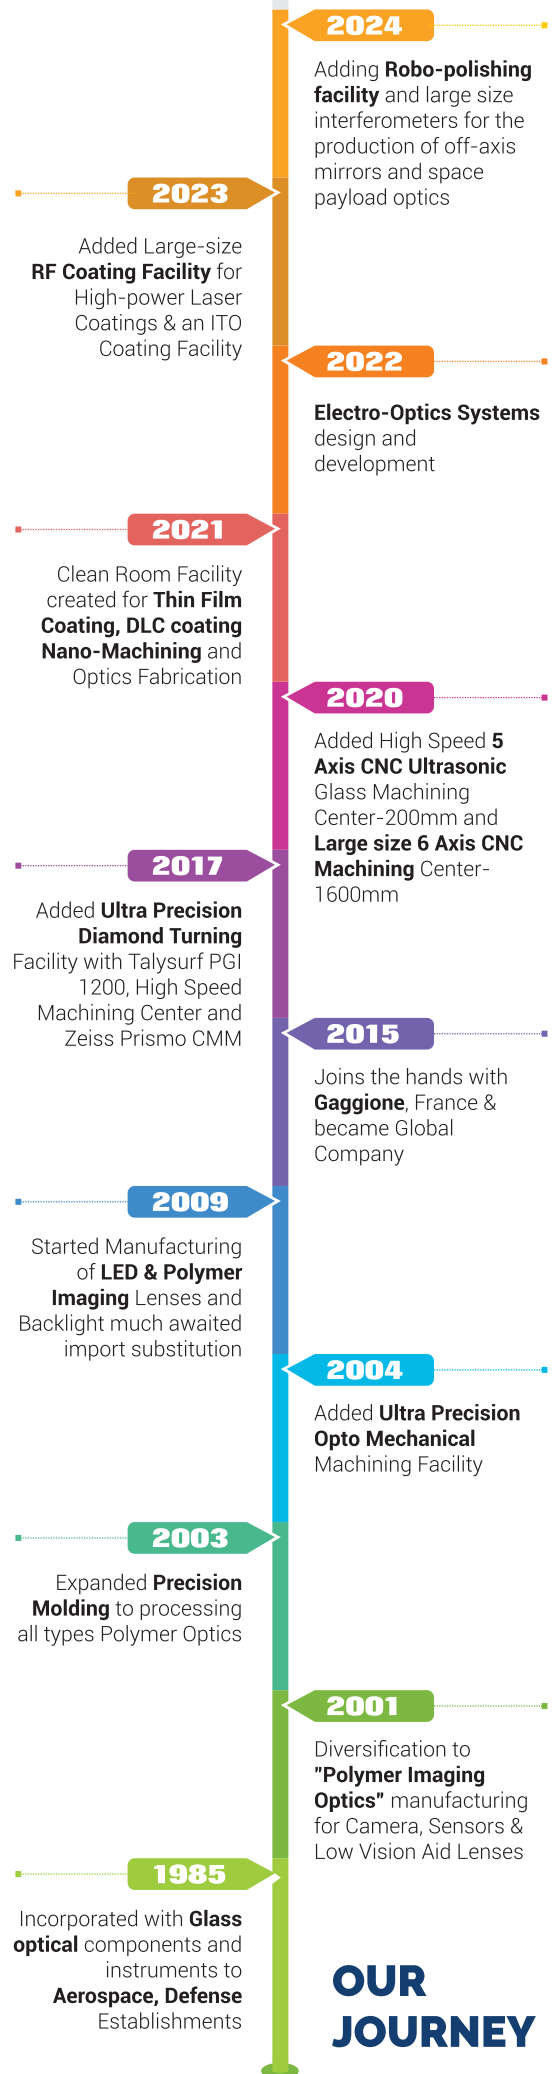 2024
Adding Robo-polishing
facility and large size
interferometers for the
production of off-axis
mirrors and space
payload optics
2023
Added Large-size
RF Coating Facility for
High-power Laser
Coatings & an ITO
Coating Facility
2022
Electro-Optics Systems
design and
development
2021
Clean Room Facility
created for Thin Film
Coating, DLC coating
Nano-Machining and
Optics Fabrication
2020
Added High Speed 5
Axis CNC Ultrasonic
Glass Machining
Center-200mm and
Large size 6 Axis CNC
Machining Center-
1600mm
2017
Added Ultra Precision
Diamond Turning
Facility with Talysurf PGI
1200, High Speed
Machining Center and
Zeiss Prismo CMM
2015
Joins the hands with
Gaggione, France &
became Global
Company
2009
Started Manufacturing
of LED & Polymer
Imaging Lenses and
Backlight much awaited
import substitution
2004
Added Ultra Precision
Opto Mechanical
Machining Facility
2003
Expanded Precision
Molding to processing
all types Polymer Optics
2001
Diversification to
"Polymer Imaging
Optics" manufacturing
for Camera, Sensors &
Low Vision Aid Lenses
1985
Incorporated with Glass
optical components and
instruments to
Aerospace, Defense
Establishments
OUR
JOURNEY